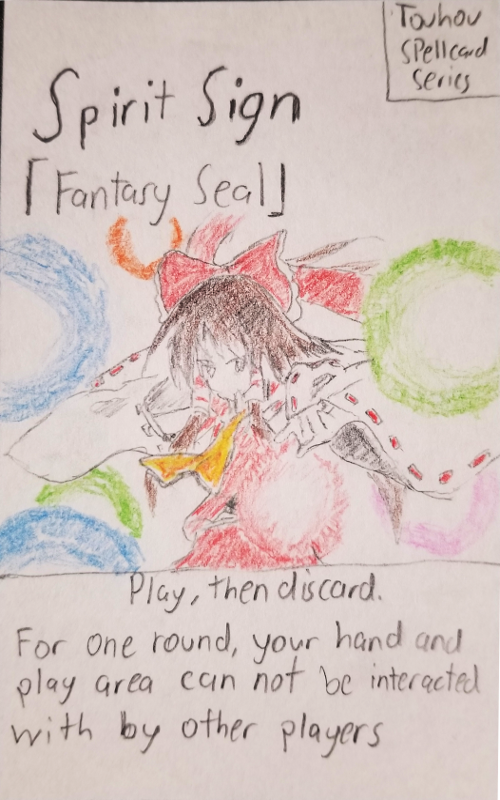 Touhou
Spellcard
Series
Spirit Sign
「Fantasy Seal」
Play, then discard.
For one round, your hand and
play area can not be interacted
with by other players